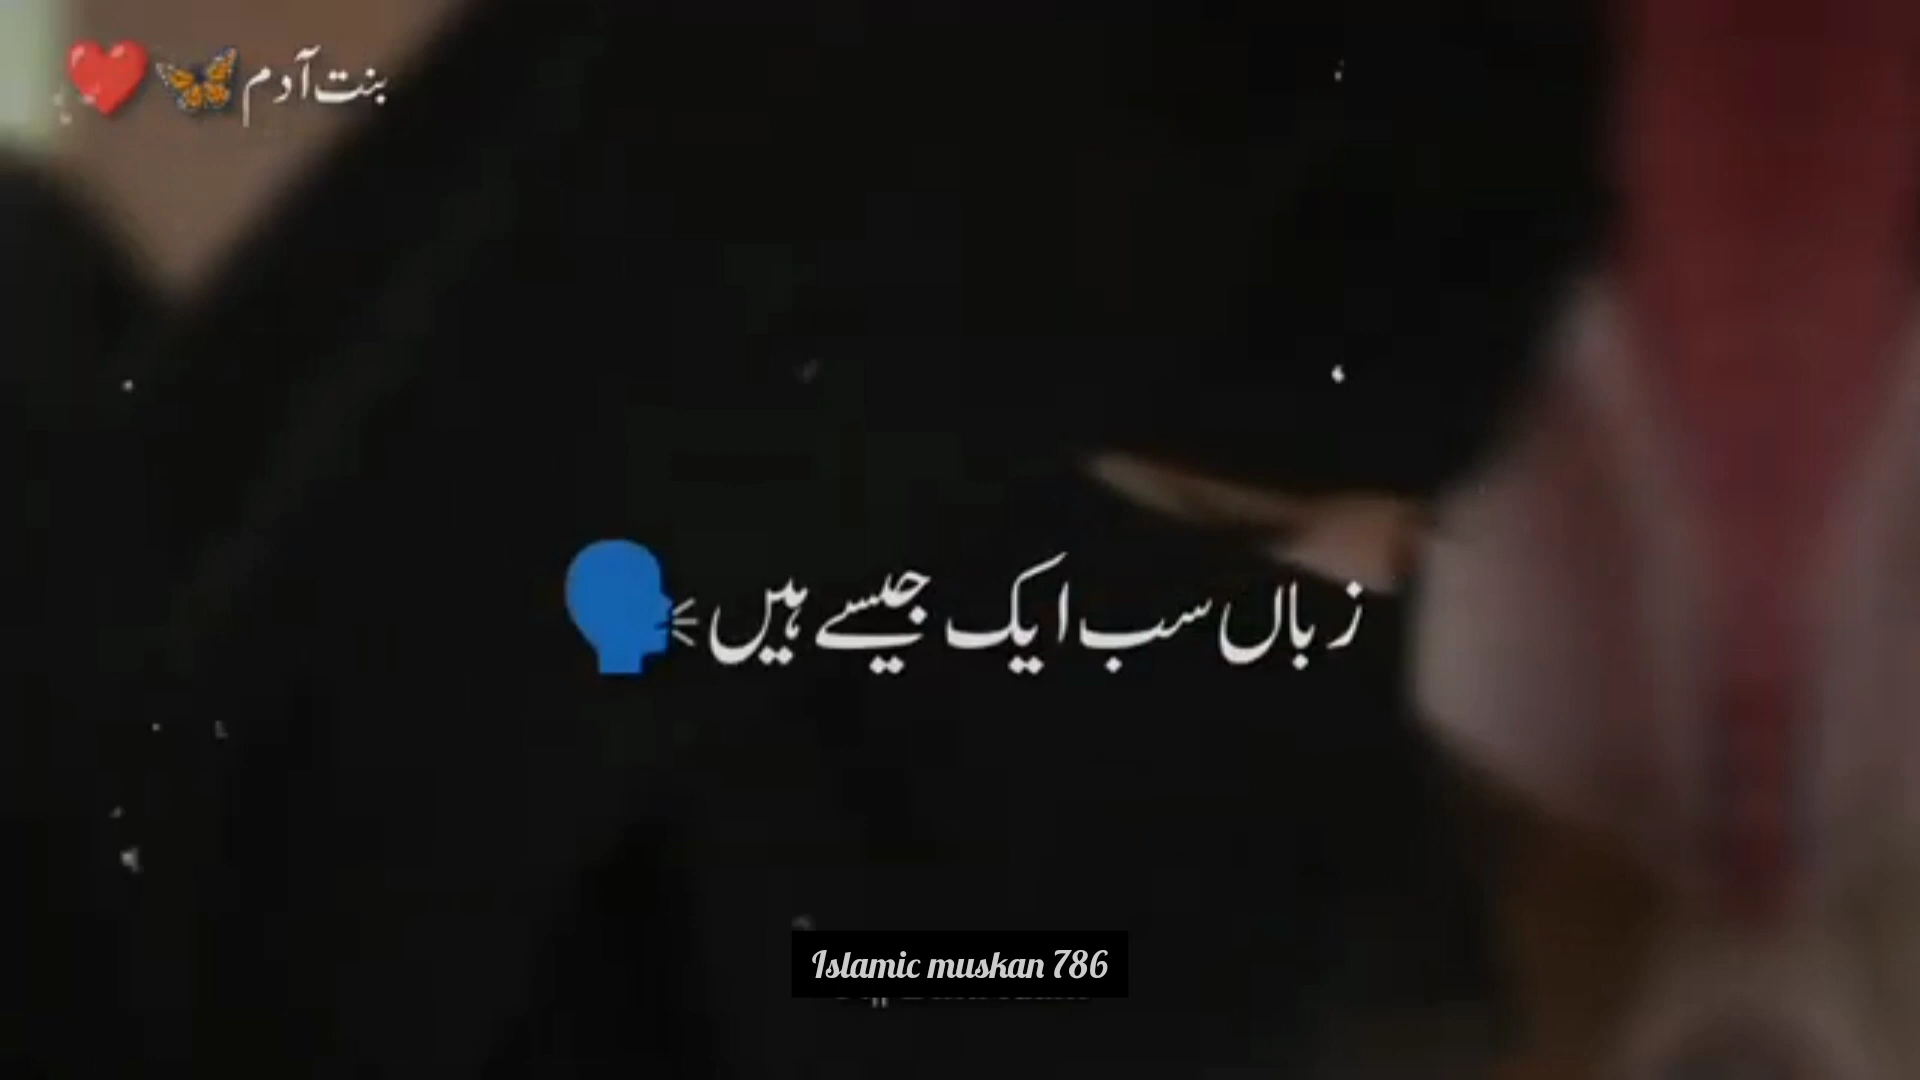 بنت آدم
زباں سب ایک جیسے ہیں
Islamic muskan 786